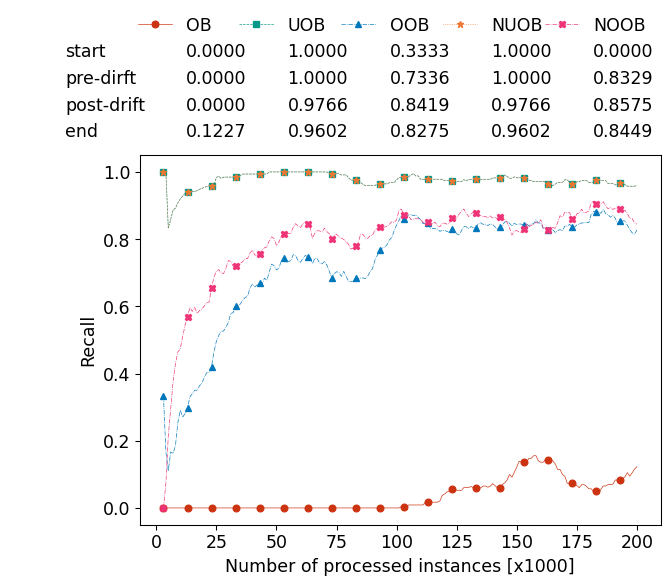 OB UOB OOB NUOB NOOB
start 0.0000 1.0000 0.3333 1.0000 0.0000
pre-dirft 0.0000 1.0000 0.7336 1.0000 0.8329
post-drift 0.0000 0.9766 0.8419 0.9766 0.8575
end 0.1227 0.9602 0.8275 0.9602 0.8449
1.0
0.8
0.6
0.4
0.2
0.0
Recall
0 25 50 75 100 125 150 175 200
Number of processed instances [x1000]